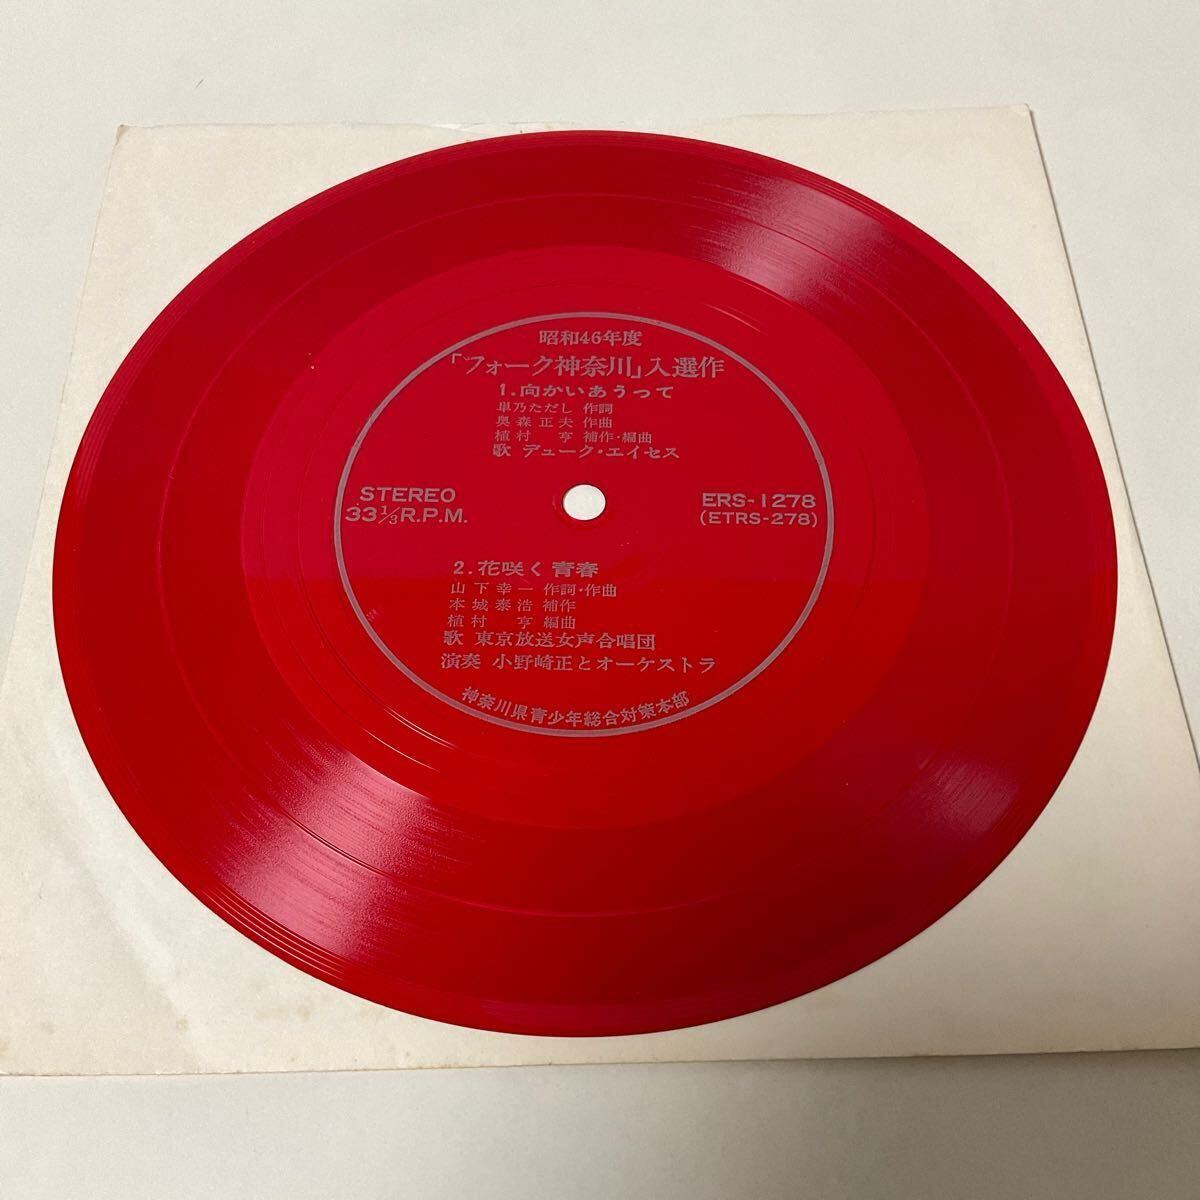 昭和46年度
「フォーク神奈川」入選作
1.向かいあうって
草乃ただし 作詞
奥森正夫 作曲
植村 亨 補作・編曲
歌 デューク・エイセス
STEREO
33⅓R.P.M.
ERS-1278
(ETRS-278)
2.花咲く青春
山下幸一 作詞・作曲
本城泰浩 補作
植村 亨 編曲
歌 東京放送女声合唱団
演奏 小野崎正とオーケストラ
神奈川県青少年総合対策本部